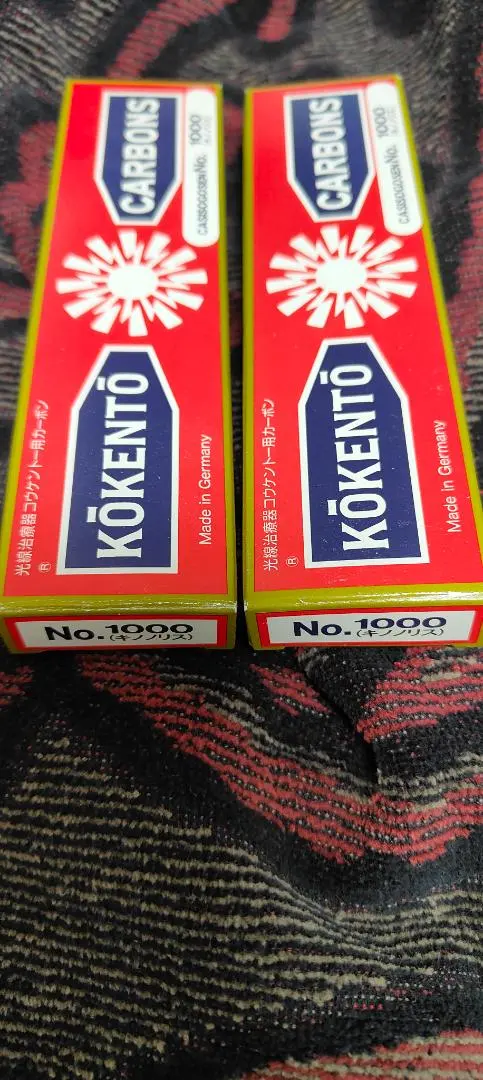 CARBONS
CASISOGOSEN No. 1000
KŌKENTŌ
光線治療器コウケントー用カーボン
®
Made in Germany
No.1000
(キノノリス)
CARBONS
CASISOGOSEN No. 1000
KŌKENTŌ
光線治療器コウケントー用カーボン
®
Made in Germany
No.1000
(キノノリス)